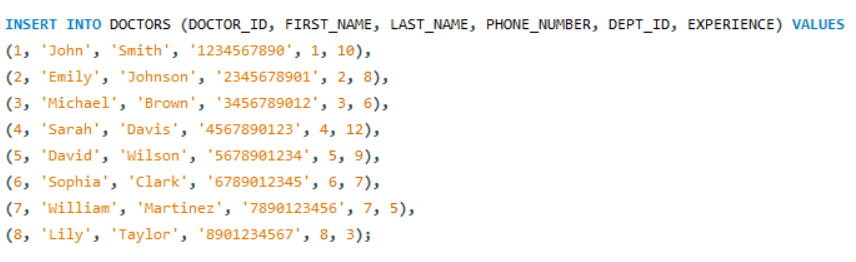 INSERT INTO DOCTORS (DOCTOR_ID, FIRST_NAME, LAST_NAME, PHONE_NUMBER, DEPT_ID, EXPERIENCE) VALUES
(1, 'John', 'Smith', '1234567890', 1, 10),
(2, 'Emily', 'Johnson', '2345678901', 2, 8),
(3, 'Michael', 'Brown', '3456789012', 3, 6),
(4, 'Sarah', 'Davis', '4567890123', 4, 12),
(5, 'David', 'Wilson', '5678901234', 5, 9),
(6, 'Sophia', 'Clark', '6789012345', 6, 7),
(7, 'William', 'Martinez', '7890123456', 7, 5),
(8, 'Lily', 'Taylor', '8901234567', 8, 3);